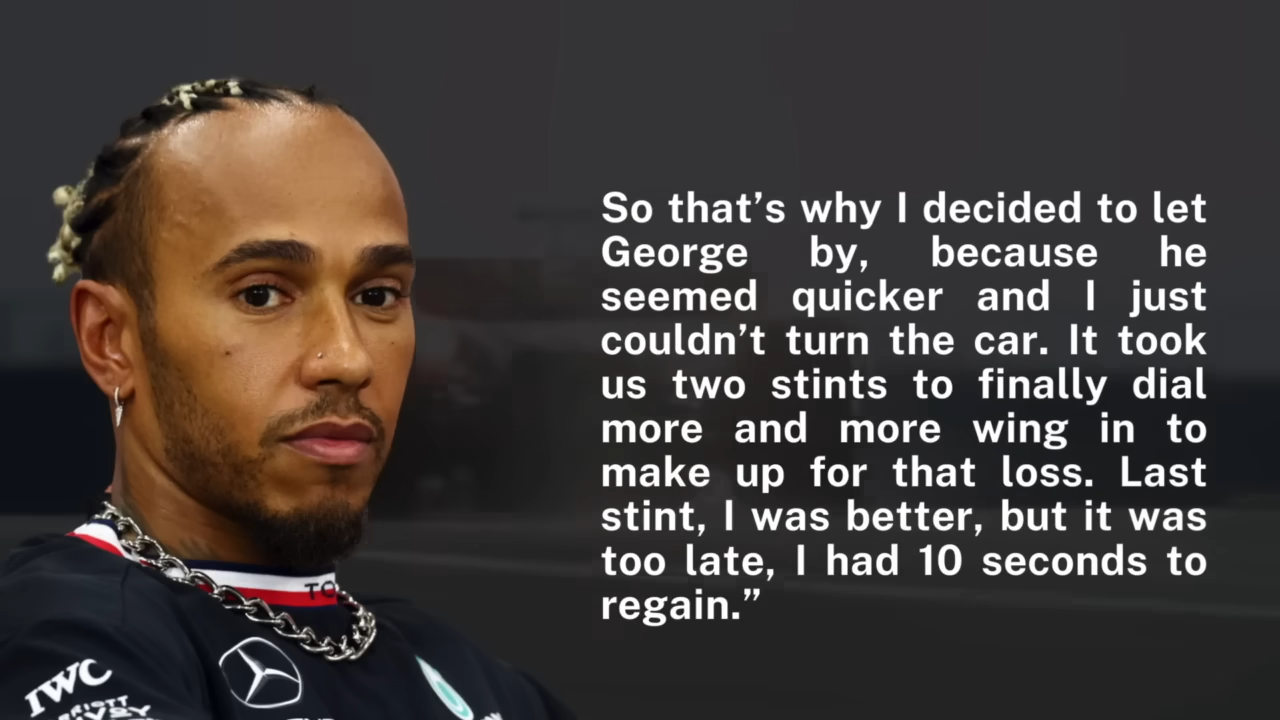 So that’s why I decided to let
George by, because he
seemed quicker and I just
couldn’t turn the car. It took
us two stints to finally dial
more and more wing in to
make up for that loss. Last
stint, I was better, but it was
too late, I had 10 seconds to
regain.”
IWC